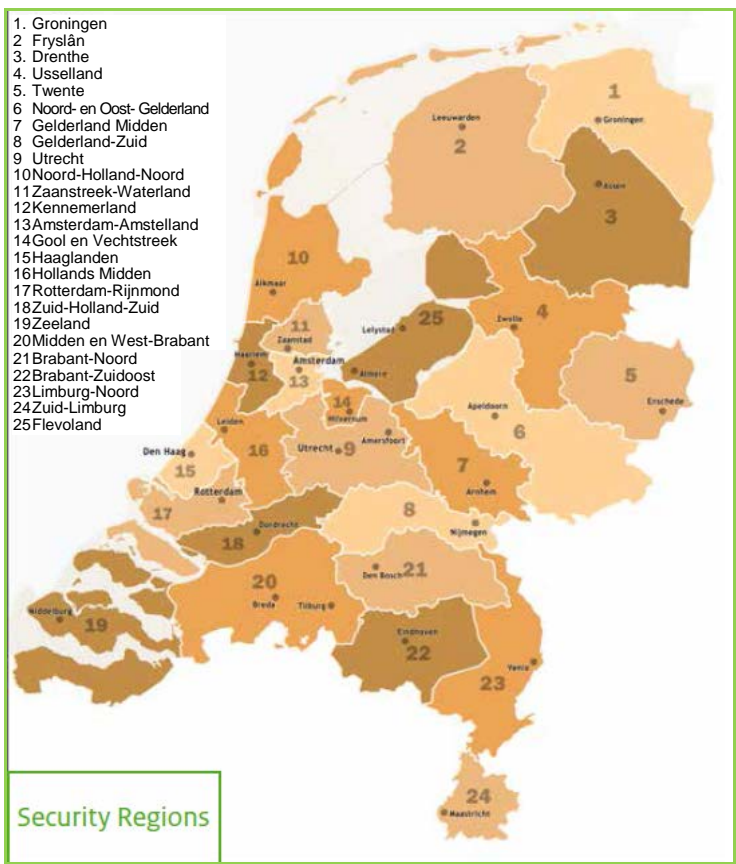 1. Groningen
2 Fryslân
3. Drenthe
4. Usselland
5. Twente
6 Noord- en Oost- Gelderland
7 Gelderland Midden
8 Gelderland-Zuid
9 Utrecht
10Noord-Holland-Noord
11Zaanstreek-Waterland
12Kennemerland
13Amsterdam-Amstelland
14Gool en Vechtstreek
15Haaglanden
16Hollands Midden
17Rotterdam-Rijnmond
18Zuid-Holland-Zuid
19Zeeland
20Midden en West-Brabant
21Brabant-Noord
22Brabant-Zuidoost
23Limburg-Noord
24Zuid-Limburg
25Flevoland
1
Groningen
Leeuwarden
2
Assen
3
10
Alkmaar
25
4
Lelystad
Zwolle
11
Zaanstad
Haarlem
Amsterdam
12
13
Almere
5
Enschede
14
Hilversum
Apeldoorn
6
Leiden
Amersfoort
Utrecht
9
16
Den Haag
15
7
Arnhem
Rotterdam
17
8
Dordrecht
18
Nijmegen
Den Bosch
21
20
Breda
Tilburg
Middelburg
19
Eindhoven
22
Venlo
23
24
Maastricht
Security Regions